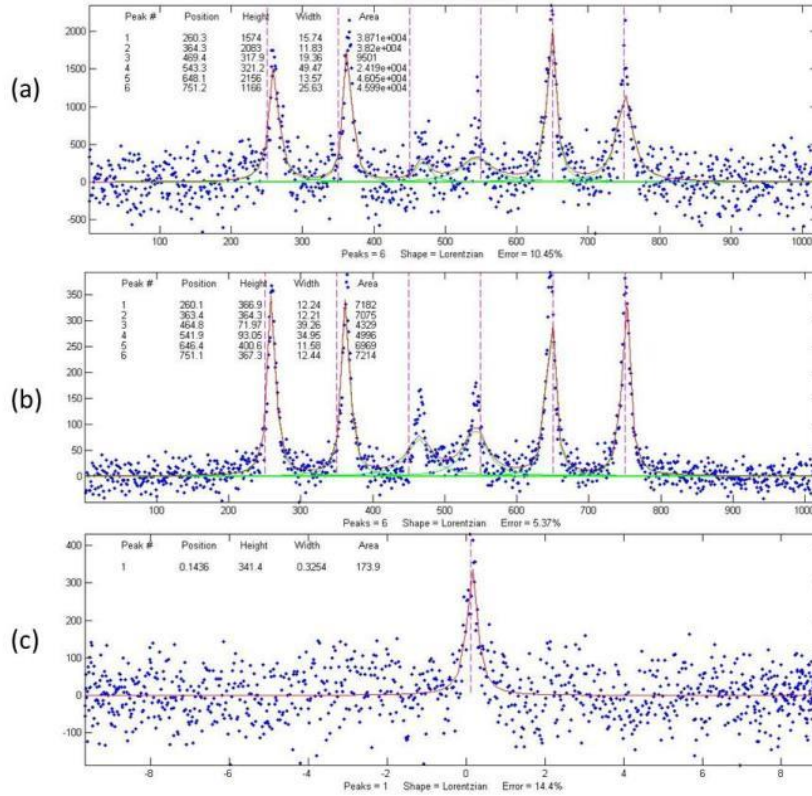 Peak # Position Height Width Area
1 260.3 1574 15.74 3.871e+004
2 364.3 2083 11.83 3.82e+004
3 469.4 317.9 19.36 9501
4 543.3 321.2 49.47 2.419e+004
5 648.1 2156 13.57 4.605e+004
6 751.2 1166 25.63 4.599e+004
2000
1500
(a)
1000
500
0
-500
100 200 300 400 500 600 700 800 900 1000
Peaks = 6 Shape = Lorentzian Error = 10.45%
Peak # Position Height Width Area
1 260.1 366.9 12.24 7182
2 363.4 364.3 12.21 7075
3 464.8 71.97 39.26 4329
4 541.9 93.05 34.95 4996
5 646.4 400.6 11.58 6969
6 751.1 367.3 12.44 7214
350
300
250
200
(b)
150
100
50
0
100 200 300 400 500 600 700 800 900 1000
Peaks = 6 Shape = Lorentzian Error = 5.37%
Peak # Position Height Width Area
1 0.1436 341.4 0.3254 173.9
400
300
(c)
200
100
0
-100
-8 -6 -4 -2 0 2 4 6 8
Peaks = 1 Shape = Lorentzian Error = 14.4%